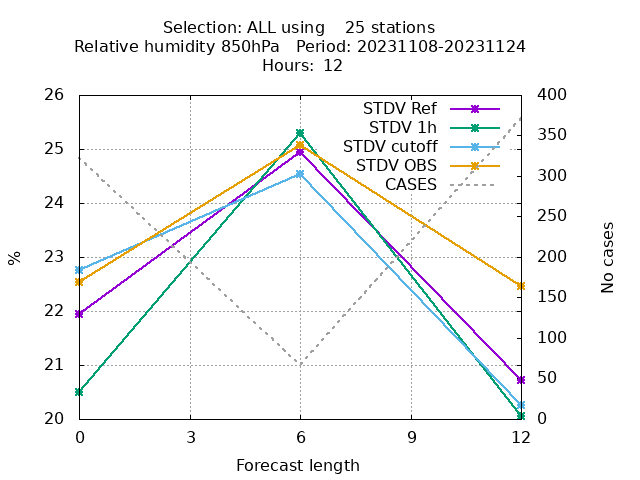 Selection: ALL using    25 stations
Relative humidity 850hPa   Period: 20231108-20231124
Hours:  12
STDV Ref
STDV 1h
STDV cutoff
STDV OBS
CASES
26
25
24
23
22
21
20
%
400
350
300
250
200
150
100
50
0
No cases
0 3 6 9 12
Forecast length